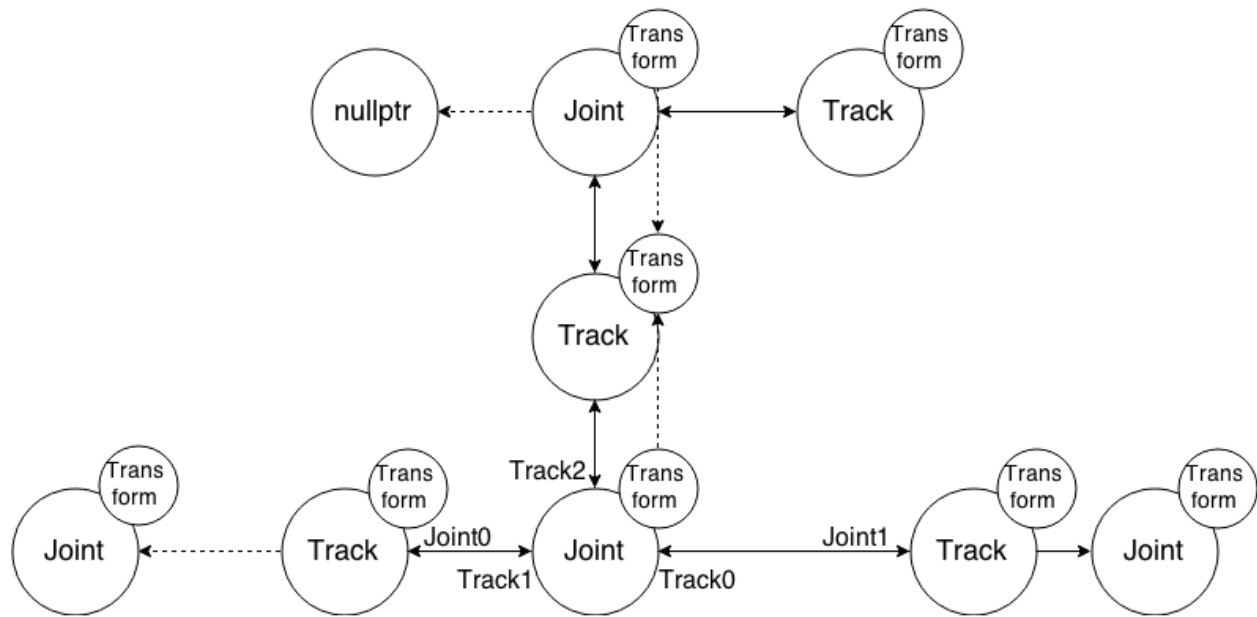 Trans
form
Trans
form
nullptr
Joint
Track
Trans
form
Track
Track2
Trans
form
Trans
form
Trans
form
Trans
form
Trans
form
Joint
Track
Joint0
Joint
Joint1
Track
Joint
Track1
Track0